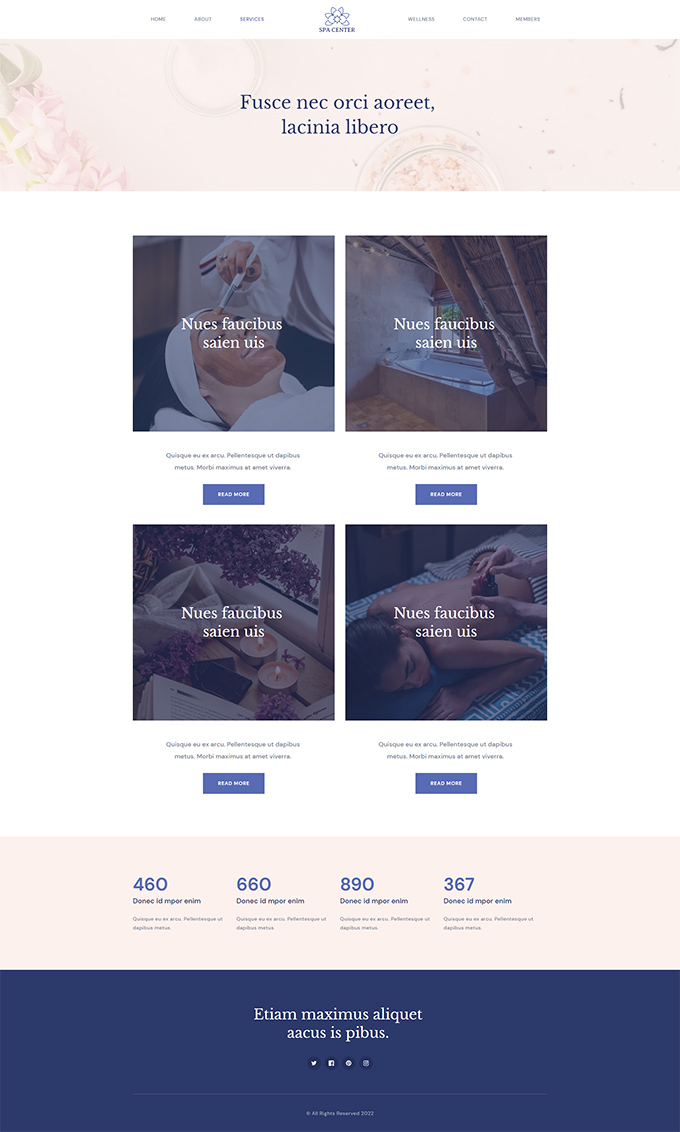 HOME
ABOUT
SERVICES
SPA CENTER
WELLNESS
CONTACT
MEMBERS
Fusce nec orci aoreet,
lacinia libero
Nues faucibus
saien uis
Nues faucibus
saien uis
Quisque eu ex arcu. Pellentesque ut dapibus
metus. Morbi maximus at amet viverra.
READ MORE
Quisque eu ex arcu. Pellentesque ut dapibus
metus. Morbi maximus at amet viverra.
READ MORE
Nues faucibus
saien uis
Nues faucibus
saien uis
Quisque eu ex arcu. Pellentesque ut dapibus
metus. Morbi maximus at amet viverra.
READ MORE
Quisque eu ex arcu. Pellentesque ut dapibus
metus. Morbi maximus at amet viverra.
READ MORE
460
Donec id mpor enim
Quisque eu ex arcu. Pellentesque ut
dapibus metus.
660
Donec id mpor enim
Quisque eu ex arcu. Pellentesque ut
dapibus metus.
890
Donec id mpor enim
Quisque eu ex arcu. Pellentesque ut
dapibus metus.
367
Donec id mpor enim
Quisque eu ex arcu. Pellentesque ut
dapibus metus.
Etiam maximus aliquet
aacus is pibus.
© All Rights Reserved 2022